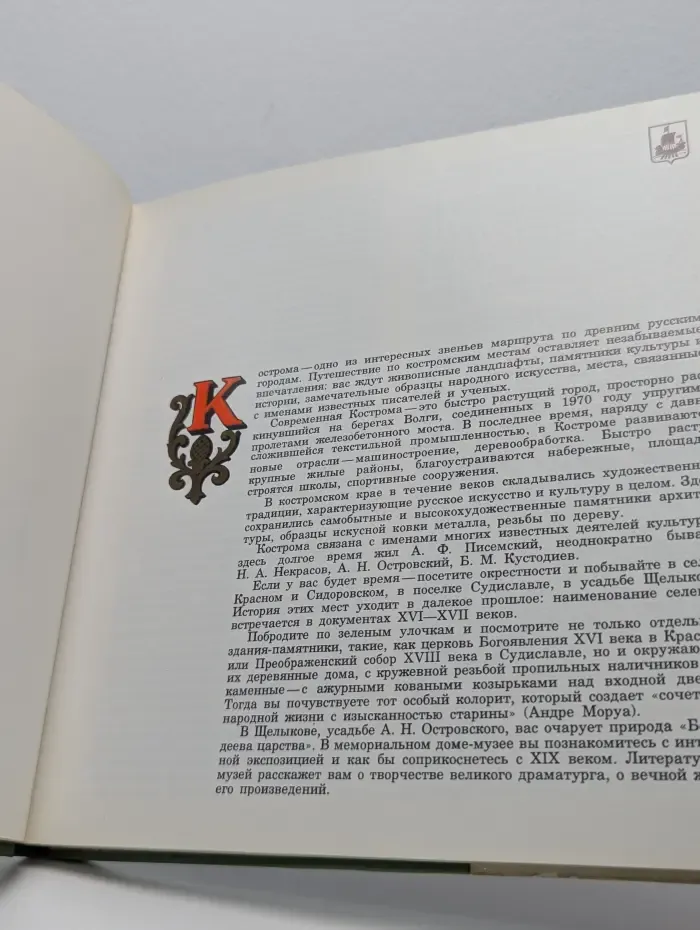 Кострома — одно из интересных звеньев маршрута по древним русским
городам. Путешествие по костромским местам оставляет незабываемые
впечатления: вас ждут живописные ландшафты, памятники культуры и
истории, замечательные образцы народного искусства, места, связанные
с именами известных писателей и ученых.
Современная Кострома — это быстро растущий город, просторно рас-
кинувшийся на берегах Волги, соединенных в 1970 году упругими
пролетами железобетонного моста. В последнее время, наряду с давно
сложившейся текстильной промышленностью, в Костроме развиваются
новые отрасли — машиностроение, деревообработка. Быстро раст
крупные жилые районы, благоустраиваются набережные, площад
строятся школы, спортивные сооружения.
В костромском крае в течение веков складывались художественн
традиции, характеризующие русское искусство и культуру в целом. Зде
сохранились самобытные и высокохудожественные памятники архит
туры, образцы искусной ковки металла, резьбы по дереву.
Кострома связана с именами многих известных деятелей культур
здесь долгое время жил А. Ф. Писемский, неоднократно быва
Н. А. Некрасов, А. Н. Островский, Б. М. Кустодиев.
Если у вас будет время — посетите окрестности и побывайте в сел
Красном и Сидоровском, в поселке Судиславле, в усадьбе Щелыко
История этих мест уходит в далекое прошлое: наименование селен
встречается в документах XVI—XVII веков.
Побродите по зеленым улочкам и посмотрите не только отдель
здания-памятники, такие, как церковь Богоявления XVI века в Крас
или Преображенский собор XVIII века в Судиславле, но и окружаю
их деревянные дома, с кружевной резьбой пропильных наличников
каменные — с ажурными коваными козырьками над входной две
Тогда вы почувствуете тот особый колорит, который создает «сочет
народной жизни с изысканностью старины» (Андре Моруа).
В Щелыкове, усадьбе А. Н. Островского, вас очарует природа «Б
деева царства». В мемориальном доме-музее вы познакомитесь с инт
ной экспозицией и как бы соприкоснетесь с XIX веком. Литерату
музей расскажет вам о творчестве великого драматурга, о вечной ж
его произведений.